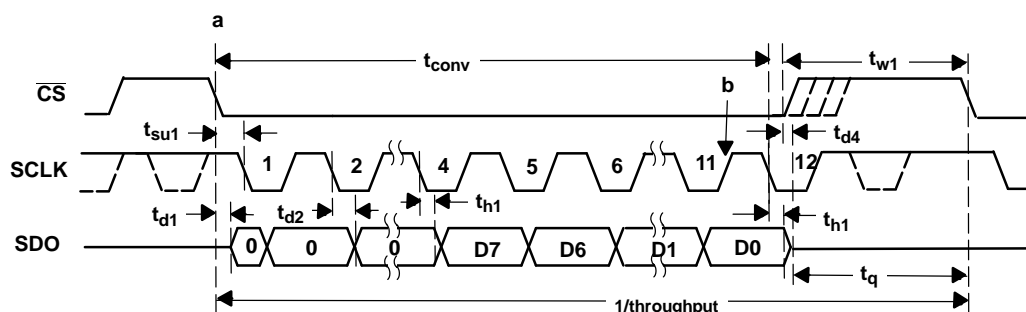 a
t_conv
t_w1
CS
b
t_su1
t_d4
SCLK
1
2
4
5
6
11
12
t_d1
t_d2
t_h1
t_h1
SDO
0
0
0
D7
D6
D1
D0
t_q
1/throughput